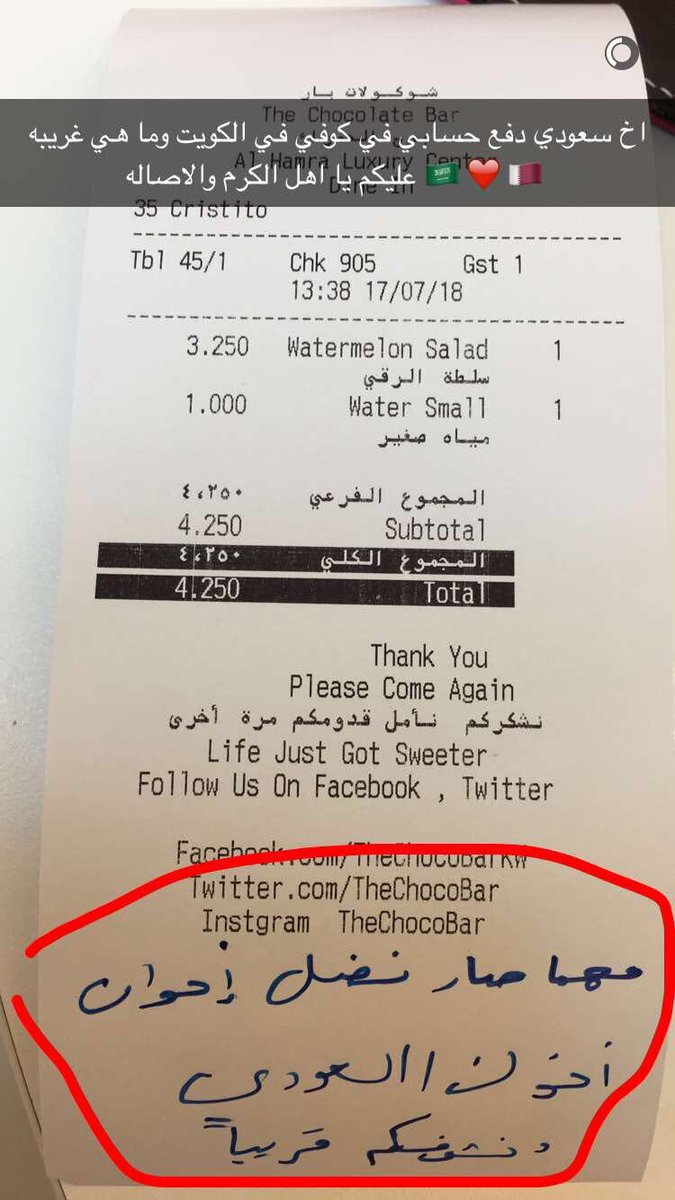 شوكولات بار
The Chocolate Bar
اخ سعودي دفع حسابي في كوفي في الكويت وما هي غريبه
عليكم يا اهل الكرم والاصاله 🇸🇦❤️🇶🇦
Al Hamra Luxury Center
Dine In
35 Cristito
Tbl 45/1 Chk 905 Gst 1
13:38 17/07/18
3.250 Watermelon Salad 1
سلطة الرقي
1.000 Water Small 1
مياه صغير
المجموع الفرعي ٤،٢٥٠
4.250 Subtotal
المجموع الكلي ٤،٢٥٠
4.250 Total
Thank You
Please Come Again
نشكركم نأمل قدومكم مرة أخرى
Life Just Got Sweeter
Follow Us On Facebook , Twitter
Facebook.com/TheChocoBarKW
Twitter.com/TheChocoBar
Instgram TheChocoBar
مهما صار نضل إخوان
أخوك السعودي
ونشوفكم قريباً